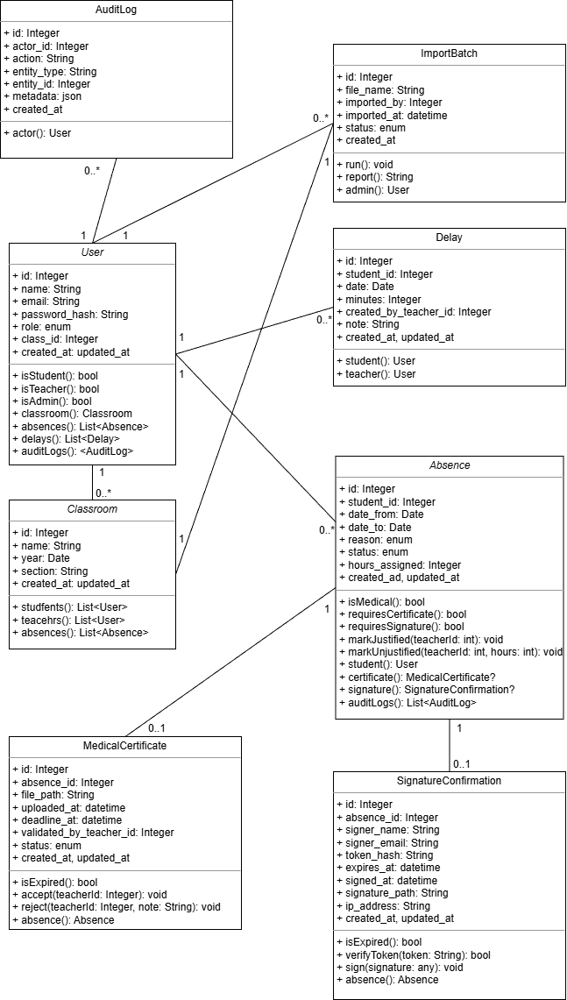 AuditLog
+ id: Integer
+ actor_id: Integer
+ action: String
+ entity_type: String
+ entity_id: Integer
+ metadata: json
+ created_at
+ actor(): User
0..*
1
1
ImportBatch
+ id: Integer
+ file_name: String
+ imported_by: Integer
+ imported_at: datetime
+ status: enum
+ created_at
+ run(): void
+ report(): String
+ admin(): User
0..*
1
User
+ id: Integer
+ name: String
+ email: String
+ password_hash: String
+ role: enum
+ class_id: Integer
+ created_at: updated_at
+ isStudent(): bool
+ isTeacher(): bool
+ isAdmin(): bool
+ classroom(): Classroom
+ absences(): List<Absence>
+ delays(): List<Delay>
+ auditLogs(): <AuditLog>
1
1
1
0..*
Delay
+ id: Integer
+ student_id: Integer
+ date: Date
+ minutes: Integer
+ created_by_teacher_id: Integer
+ note: String
+ created_at, updated_at
+ student(): User
+ teacher(): User
0..*
Classroom
+ id: Integer
+ name: String
+ year: Date
+ section: String
+ created_at: updated_at
+ studfents(): List<User>
+ teacehrs(): List<User>
+ absences(): List<Absence>
1
Absence
+ id: Integer
+ student_id: Integer
+ date_from: Date
+ date_to: Date
+ reason: enum
+ status: enum
+ hours_assigned: Integer
+ created_ad, updated_at
+ isMedical(): bool
+ requiresCertificate(): bool
+ requiresSignature(): bool
+ markJustified(teacherId: int): void
+ markUnjustified(teacherId: int, hours: int): void
+ student(): User
+ certificate(): MedicalCertificate?
+ signature(): SignatureConfirmation?
+ auditLogs(): List<AuditLog>
0..*
1
0..1
1
0..1
MedicalCertificate
+ id: Integer
+ absence_id: Integer
+ file_path: String
+ uploaded_at: datetime
+ deadline_at: datetime
+ validated_by_teacher_id: Integer
+ status: enum
+ created_at, updated_at
+ isExpired(): bool
+ accept(teacherId: Integer): void
+ reject(teacherId: Integer, note: String): void
+ absence(): Absence
SignatureConfirmation
+ id: Integer
+ absence_id: Integer
+ signer_name: String
+ signer_email: String
+ token_hash: String
+ expires_at: datetime
+ signed_at: datetime
+ signature_path: String
+ ip_address: String
+ created_at, updated_at
+ isExpired(): bool
+ verifyToken(token: String): bool
+ sign(signature: any): void
+ absence(): Absence